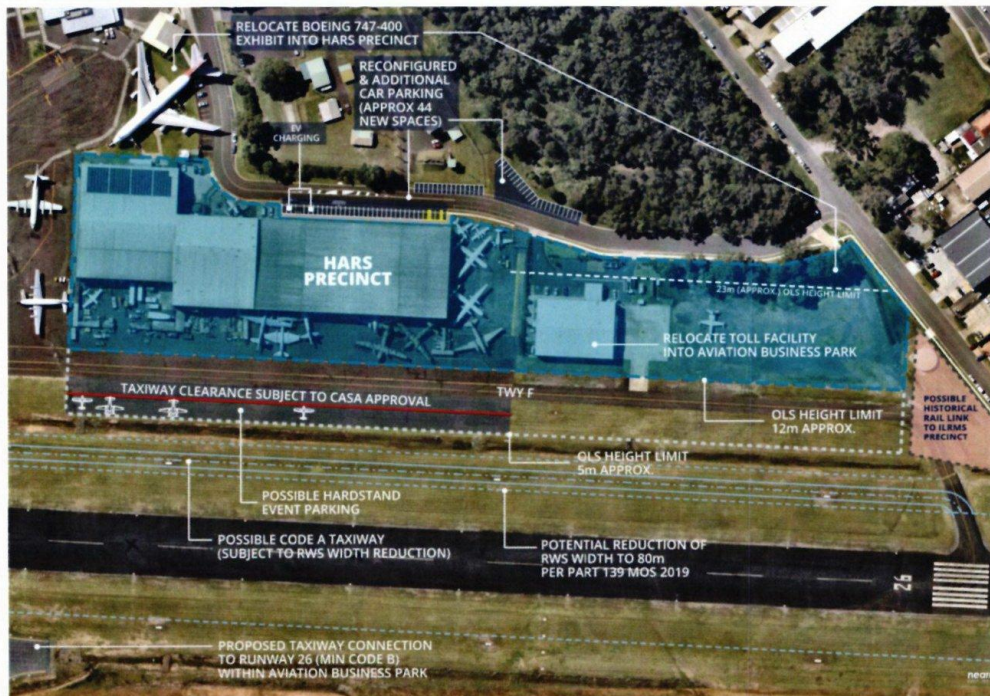 RELOCATE BOEING 747-400
EXHIBIT INTO HARS PRECINCT
RECONFIGURED
& ADDITIONAL
CAR PARKING
(APPROX 44
NEW SPACES)
EV
CHARGING
HARS
PRECINCT
23m (APPROX.) OLS HEIGHT LIMIT
RELOCATE TOLL FACILITY
INTO AVIATION BUSINESS PARK
TAXIWAY CLEARANCE SUBJECT TO CASA APPROVAL
TWY F
OLS HEIGHT LIMIT
12m APPROX.
POSSIBLE
HISTORICAL
RAIL LINK
TO ILRMS
PRECINCT
OLS HEIGHT LIMIT
5m APPROX.
POSSIBLE HARDSTAND
EVENT PARKING
POSSIBLE CODE A TAXIWAY
(SUBJECT TO RWS WIDTH REDUCTION)
POTENTIAL REDUCTION OF
RWS WIDTH TO 80m
PER PART 139 MOS 2019
26
PROPOSED TAXIWAY CONNECTION
TO RUNWAY 26 (MIN CODE B)
WITHIN AVIATION BUSINESS PARK